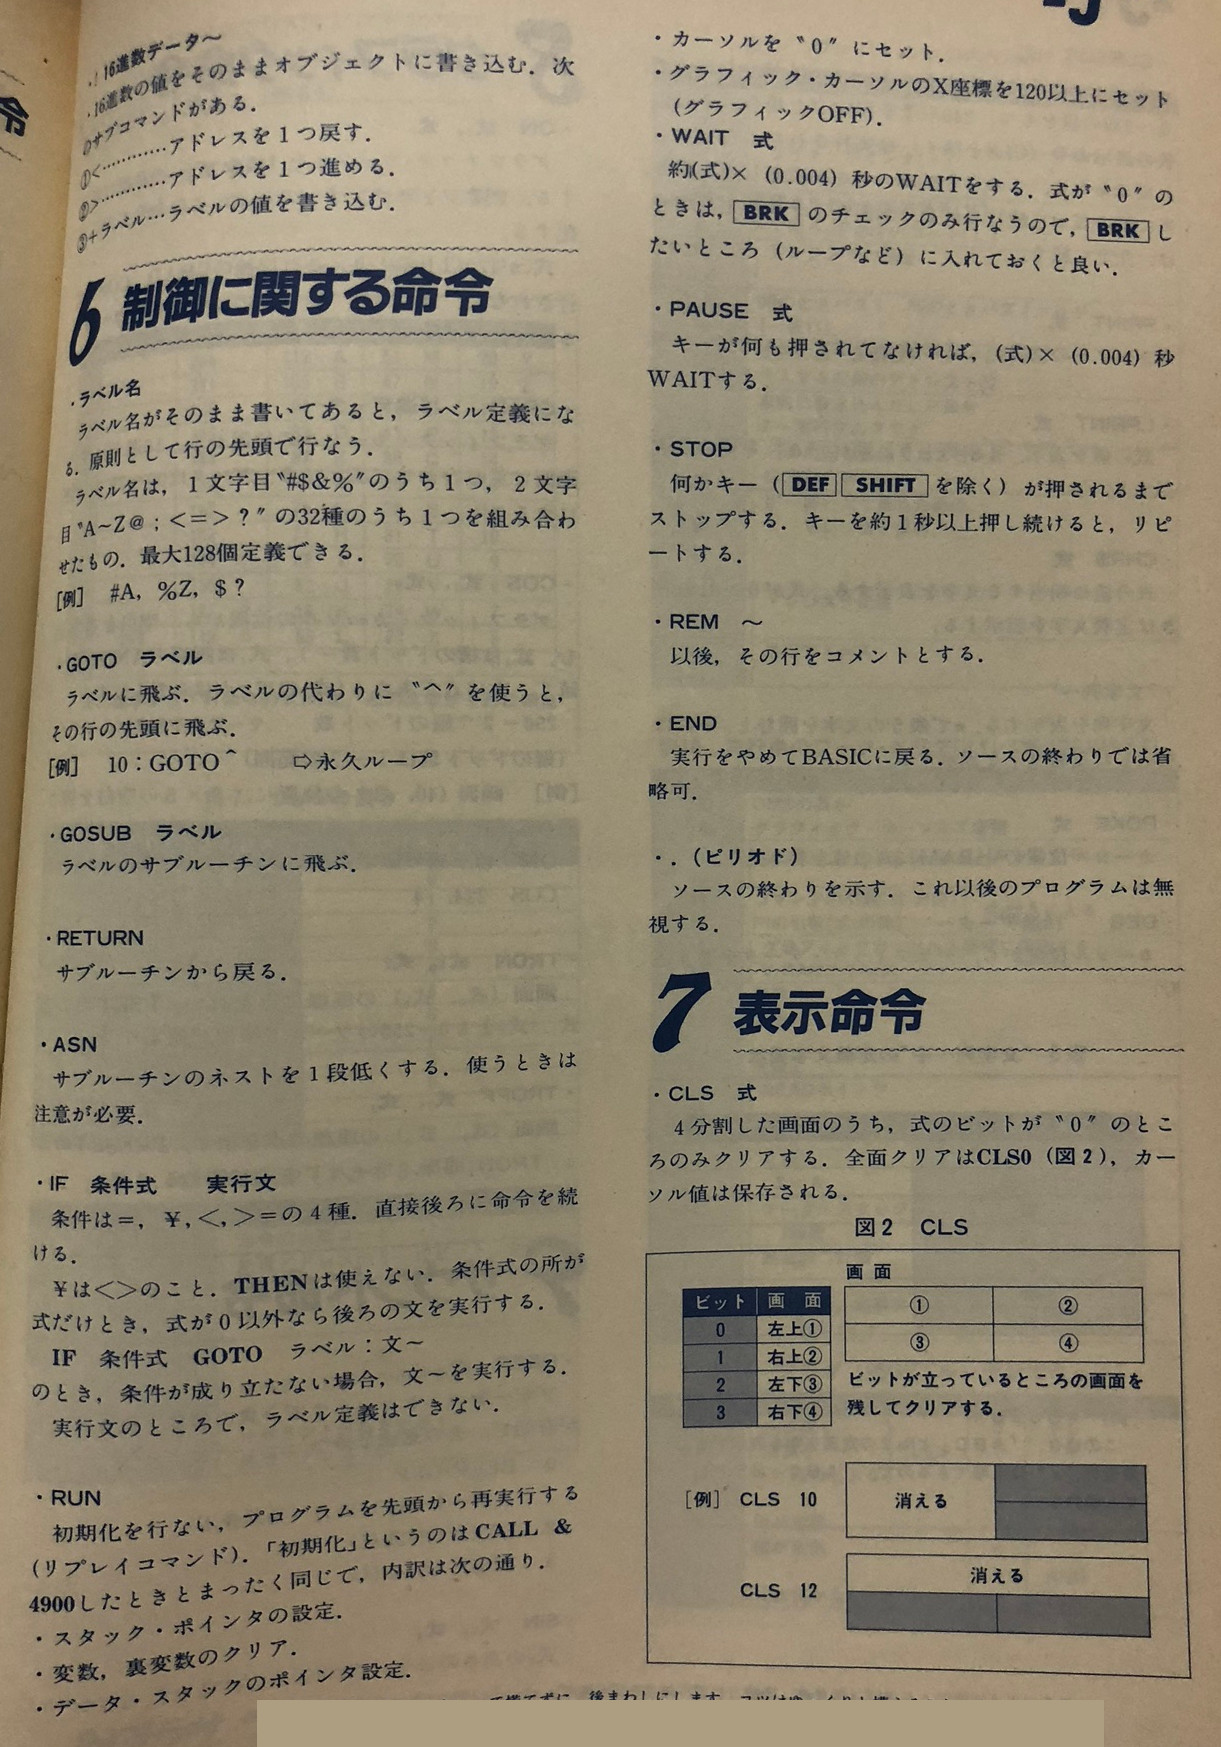 ・！16進数データ〜
・16進数の値をそのままオブジェクトに書き込む．次
のサブコマンドがある．
①<…………アドレスを１つ戻す．
②>…………アドレスを１つ進める．
③+ラベル…ラベルの値を書き込む．
6 制御に関する命令
・ラベル名
ラベル名がそのまま書いてあると，ラベル定義にな
る．原則として行の先頭で行なう．
ラベル名は，１文字目〝#$&%〞のうち１つ，２文字
目〝A~Z@；<=>？〞の32種のうち１つを組み合わ
せたもの．最大128個定義できる．
[例] #A，%Z，$？
・GOTO ラベル
ラベルに飛ぶ．ラベルの代わりに〝^〞を使うと，
その行の先頭に飛ぶ．
[例] 10：GOTO^ ⇨永久ループ
・GOSUB ラベル
ラベルのサブルーチンに飛ぶ．
・RETURN
サブルーチンから戻る．
・ASN
サブルーチンのネストを１段低くする．使うときは
注意が必要．
・IF 条件式 実行文
条件は=，￥,<,>=の４種．直接後ろに命令を続
ける．
￥は<>のこと．THENは使えない．条件式の所が
式だけとき，式が０以外なら後ろの文を実行する．
IF 条件式 GOTO ラベル：文~
のとき，条件が成り立たない場合，文~を実行する．
実行文のところで，ラベル定義はできない．
・RUN
初期化を行ない，プログラムを先頭から再実行する
(リプレイコマンド)．「初期化」というのはCALL &
4900したときとまったく同じで，内訳は次の通り．
・スタック・ポインタの設定．
・変数，裏変数のクリア．
・データ・スタックのポインタ設定．
・カーソルを〝0〞にセット．
・グラフィック・カーソルのX座標を120以上にセット
(グラフィックOFF)．
・WAIT 式
約(式)× (0.004) 秒のWAITをする．式が〝0〞の
ときは，BRKのチェックのみ行なうので，BRKし
たいところ（ループなど）に入れておくと良い．
・PAUSE 式
キーが何も押されてなければ，(式)× (0.004) 秒
WAITする．
・STOP
何かキー（DEF SHIFTを除く）が押されるまで
ストップする．キーを約１秒以上押し続けると，リピ
ートする．
・REM ~
以後，その行をコメントとする．
・END
実行をやめてBASICに戻る．ソースの終わりでは省
略可．
・．（ピリオド）
ソースの終わりを示す．これ以後のプログラムは無
視する．
7 表示命令
・CLS 式
４分割した画面のうち，式のビットが〝0〞のとこ
ろのみクリアする．全面クリアはCLS0（図２），カー
ソル値は保存される．
図２ CLS
ビット 画面
0 左上①
1 右上②
2 左下③
3 右下④
画面
① ②
③ ④
ビットが立っているところの画面を
残してクリアする．
[例] CLS 10 消える
CLS 12 消える